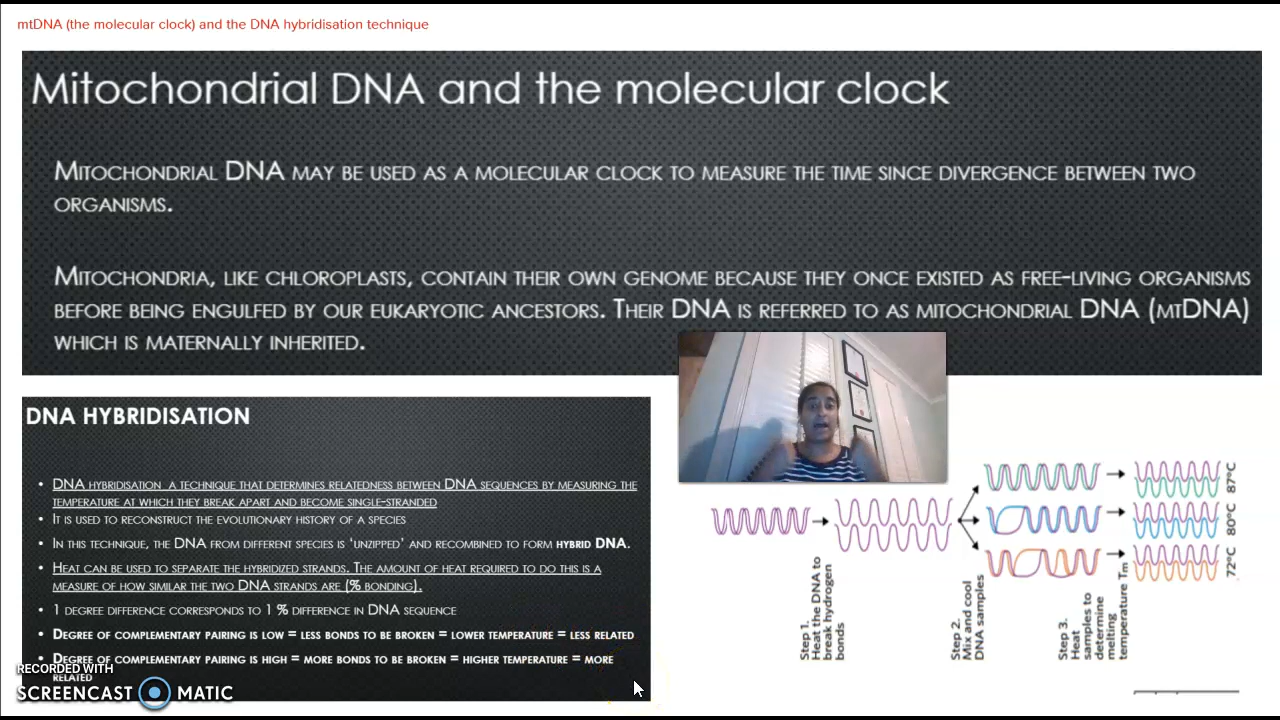 mtDNA (the molecular clock) and the DNA hybridisation technique
Mitochondrial DNA and the molecular clock
Mitochondrial DNA may be used as a molecular clock to measure the time since divergence between two
organisms.
Mitochondria, like chloroplasts, contain their own genome because they once existed as free-living organisms
before being engulfed by our eukaryotic ancestors. Their DNA is referred to as mitochondrial DNA (mtDNA)
which is maternally inherited.
DNA HYBRIDISATION
• DNA hybridisation a technique that determines relatedness between DNA sequences by measuring the
temperature at which they break apart and become single-stranded
• It is used to reconstruct the evolutionary history of a species
• In this technique, the DNA from different species is 'unzipped' and recombined to form hybrid DNA.
• Heat can be used to separate the hybridized strands. The amount of heat required to do this is a
measure of how similar the two DNA strands are (% bonding).
• 1 degree difference corresponds to 1 % difference in DNA sequence
• Degree of complementary pairing is low = less bonds to be broken = lower temperature = less related
• Degree of complementary pairing is high = more bonds to be broken = higher temperature = more
related
RECORDED WITH
SCREENCAST MATIC
Step 1.
Heat the DNA to
break hydrogen
bonds
Step 2.
Mix and cool
DNA samples
Step 3.
Heat
samples to
determine
melting
temperature Tm
87°C
80°C
72°C